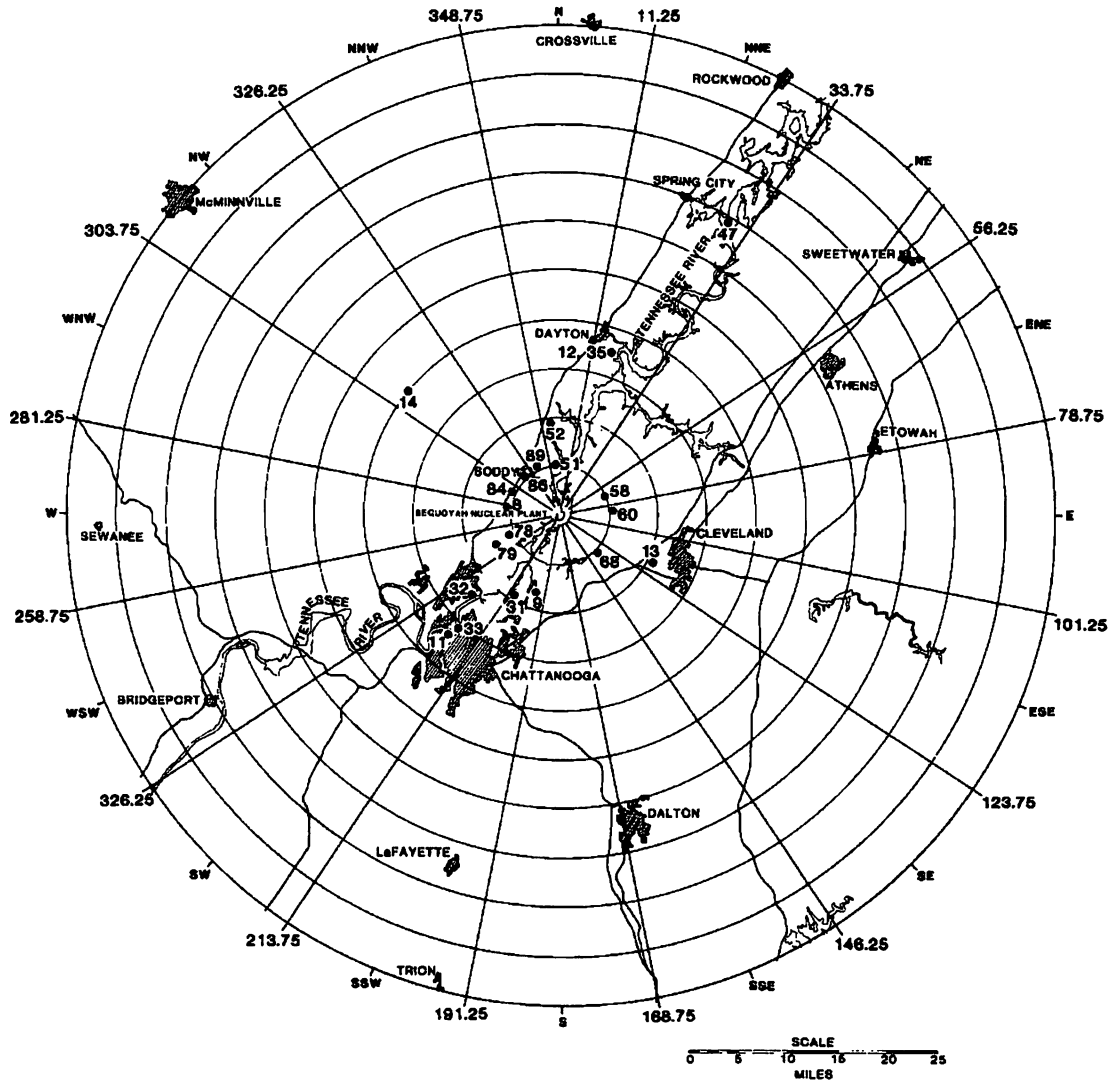 N
348.75
11.25
CROSSVILLE
NNW
NNE
ROCKWOOD
326.25
33.75
NW
NE
McMINNVILLE
SPRING CITY
47
303.75
56.25
SWEETWATER
TENNESSEE RIVER
WNW
ENE
DAYTON
12
35
ATHENS
14
281.25
78.75
52
ETOWAH
89
51
SODDY
86
84
58
8
W
SEQUOYAH NUCLEAR PLANT
60
E
SEWANEE
78
CLEVELAND
79
13
68
32
31
9
258.75
TENNESSEE
RIVER
101.25
11
33
CHATTANOOGA
BRIDGEPORT
WSW
ESE
326.25
123.75
DALTON
LaFAYETTE
SW
SE
213.75
146.25
TRION
SSW
SSE
191.25
168.75
S
SCALE
0 5 10 15 20 25
MILES